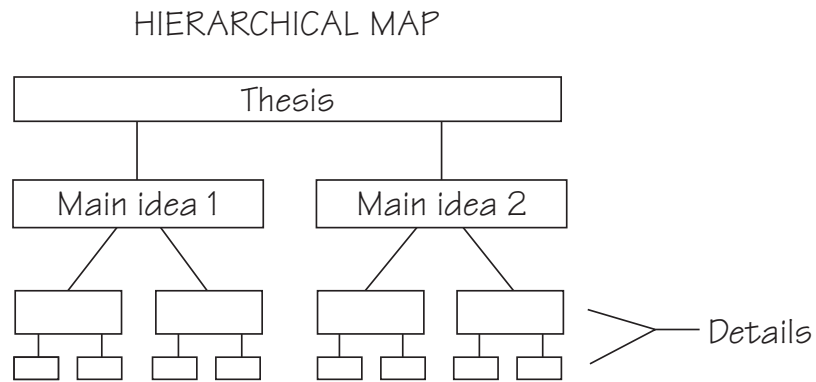 HIERARCHICAL MAP
Thesis
Main idea 1
Main idea 2
Details